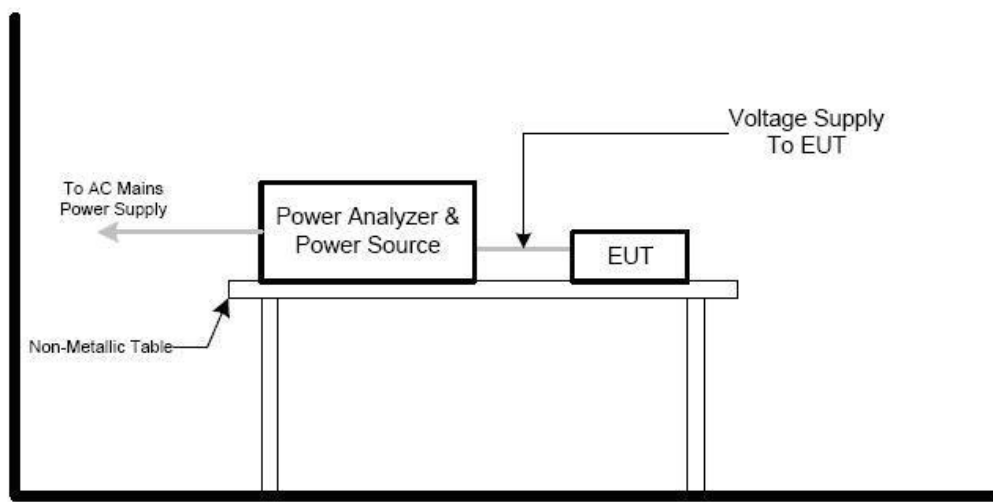 Voltage Supply
To EUT
To AC Mains
Power Supply
Power Analyzer &
Power Source
EUT
Non-Metallic Table